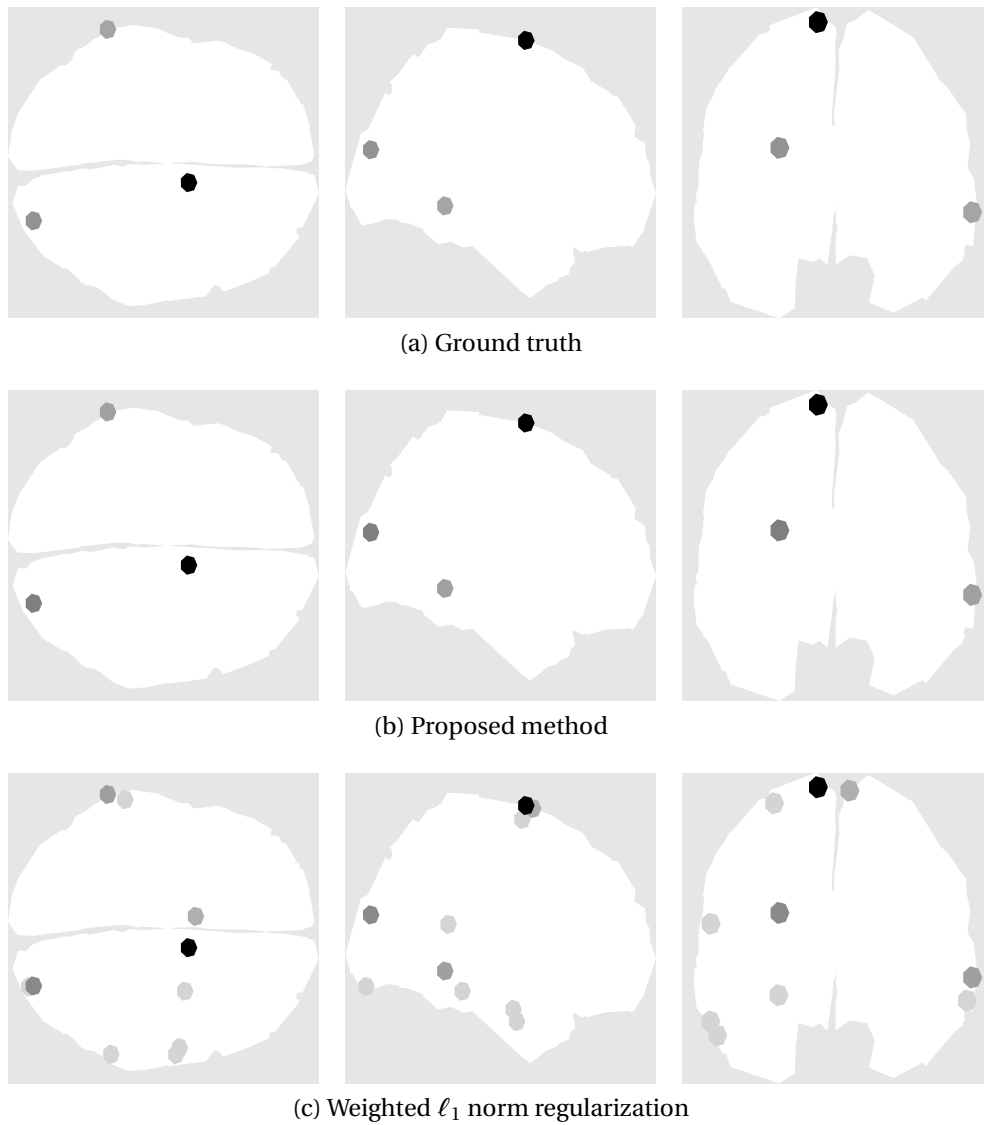 (a) Ground truth
(b) Proposed method
(c) Weighted ℓ₁ norm regularization